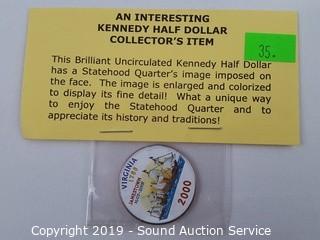 AN INTERESTING
KENNEDY HALF DOLLAR
COLLECTOR'S ITEM
35.
This Brilliant Uncirculated Kennedy Half Dollar
has a Statehood Quarter's image imposed on
the face. The image is enlarged and colorized
to display its fine detail! What a unique way
to enjoy the Statehood Quarter and to
appreciate its history and traditions!
VIRGINIA
1788
JAMESTOWN
2000
Copyright 2019 - Sound Auction Service